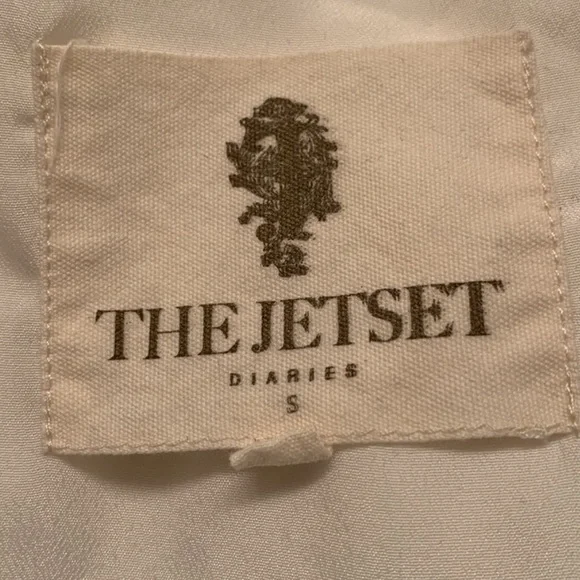 THE JETSET
DIARIES
S